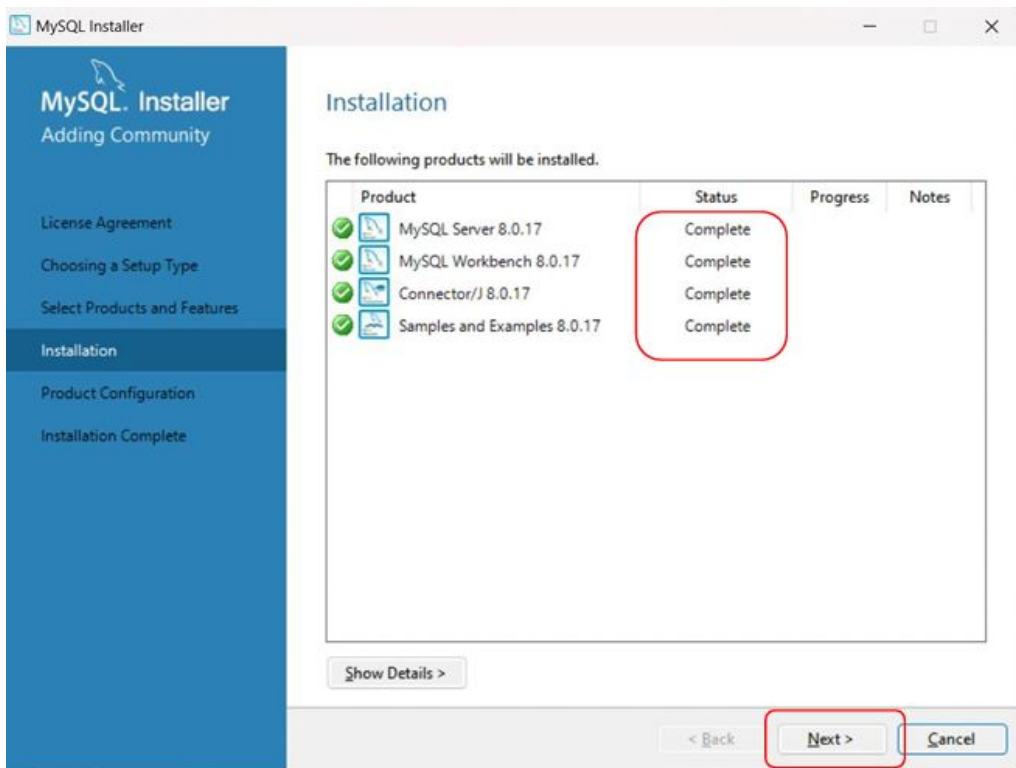 MySQL Installer
MySQL. Installer
Adding Community
License Agreement
Choosing a Setup Type
Select Products and Features
Installation
Product Configuration
Installation Complete
Installation
The following products will be installed.
Product Status Progress Notes
MySQL Server 8.0.17 Complete
MySQL Workbench 8.0.17 Complete
Connector/J 8.0.17 Complete
Samples and Examples 8.0.17 Complete
Show Details >
< Back Next > Cancel